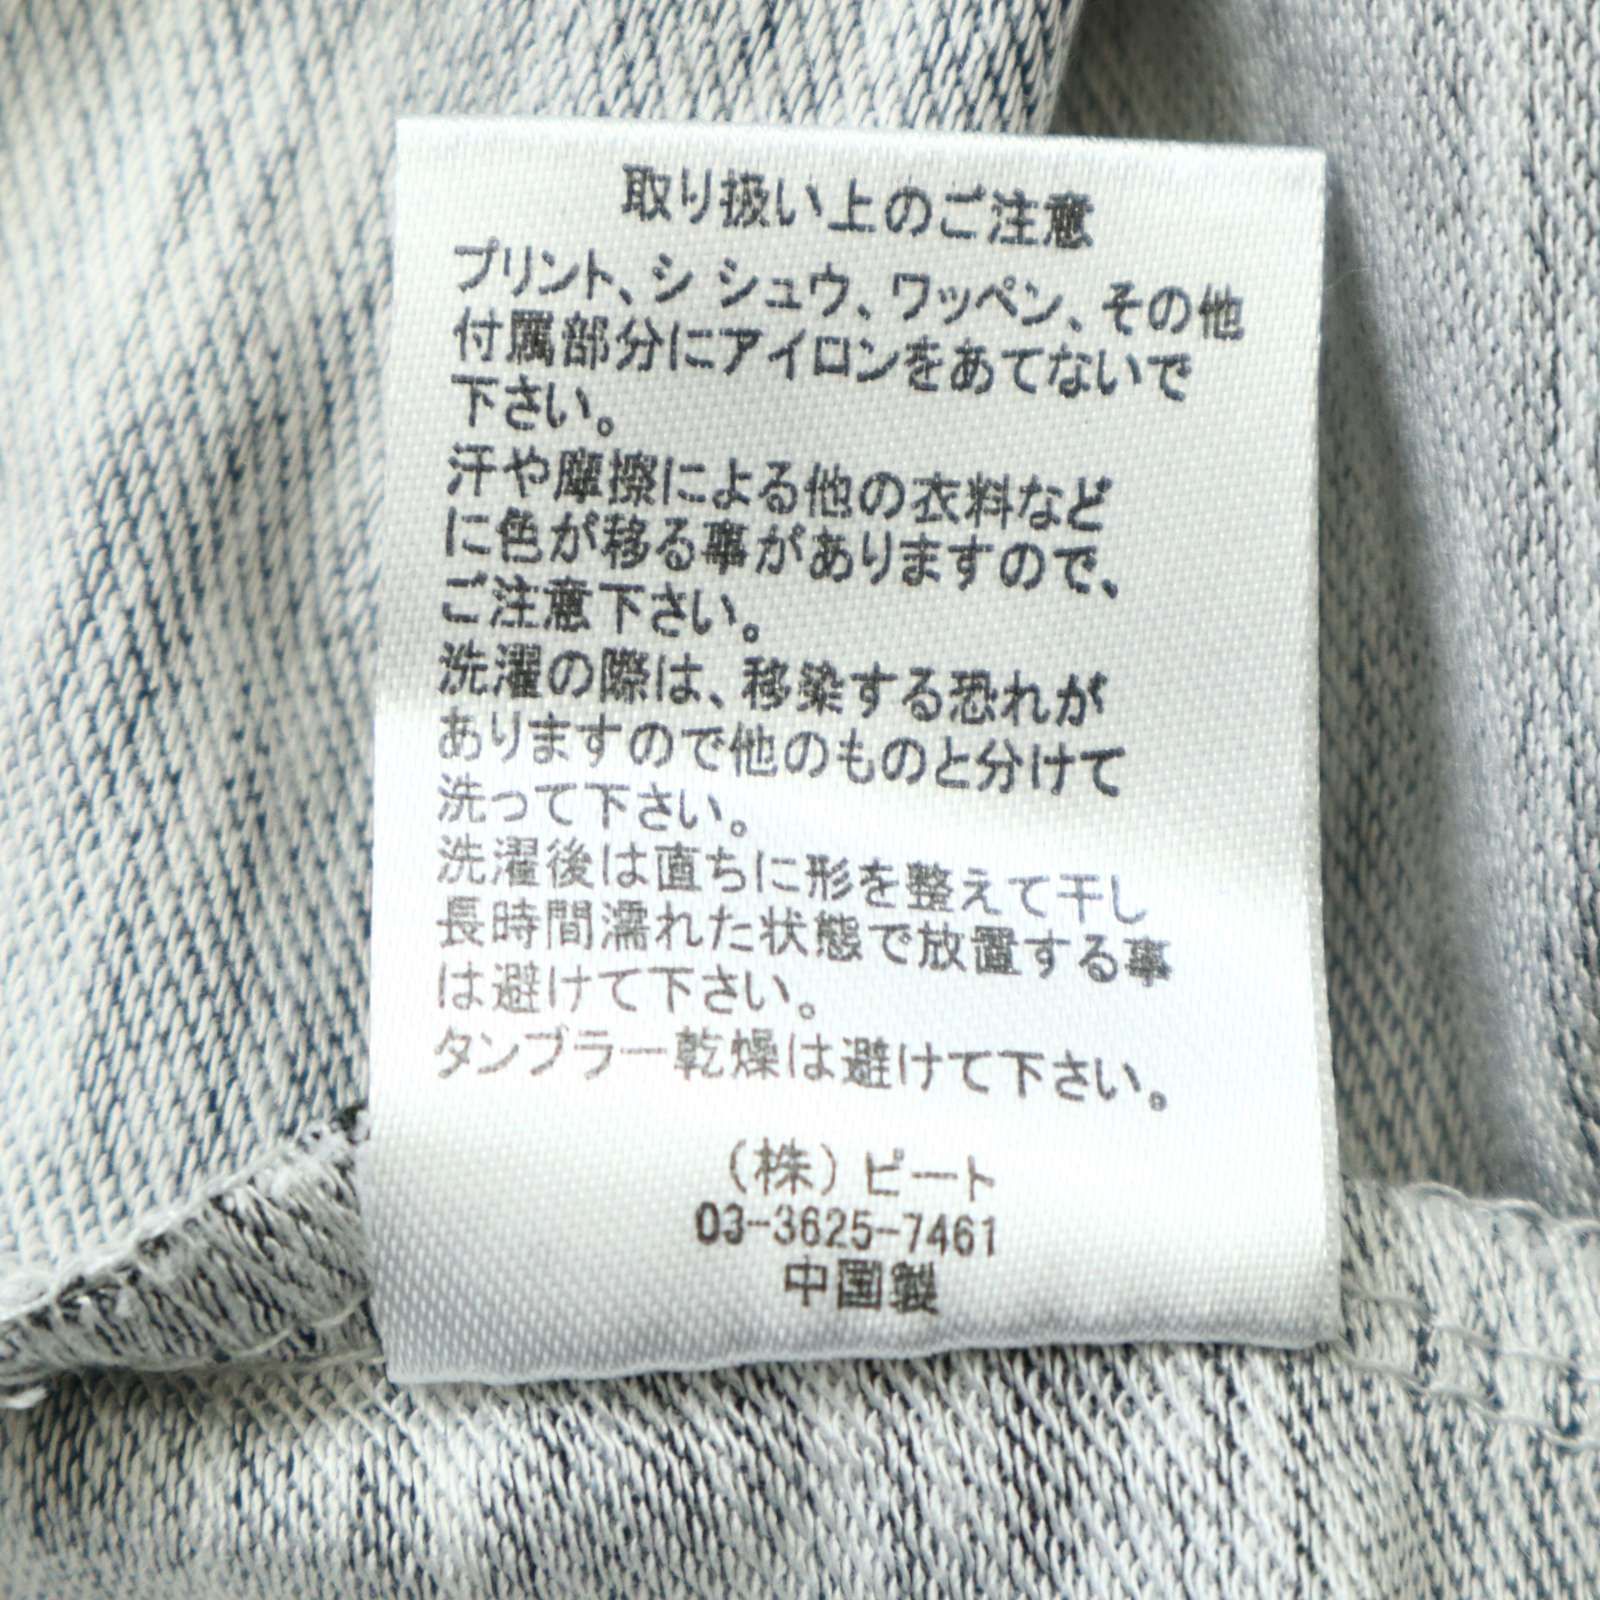 取り扱い上のご注意
プリント、シ シュウ、ワッペン、その他
付属部分にアイロンをあてないで
下さい。
汗や摩擦による他の衣料など
に色が移る事がありますので、
ご注意下さい。
洗濯の際は、移染する恐れが
ありますので他のものと分けて
洗って下さい。
洗濯後は直ちに形を整えて干し
長時間濡れた状態で放置する事
は避けて下さい。
タンブラー乾燥は避けて下さい。
（株）ピート
03-3625-7461
中国製